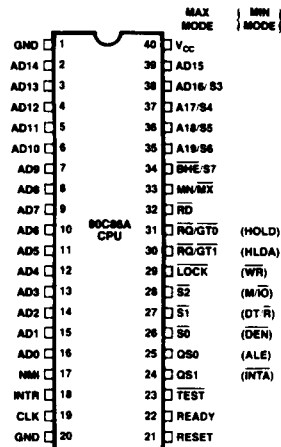 MAX { MIN }
MODE { MODE }
GND 1 40 VCC
AD14 2 39 AD15
AD13 3 38 AD16/ S3
AD12 4 37 A17/S4
AD11 5 36 A18/S5
AD10 6 35 A19/S6
AD9 7 34 BHE/S7
AD8 8 33 MN/MX
AD7 9 32 RD
AD6 10 31 RQ/GT0 (HOLD)
AD5 11 30 RQ/GT1 (HLDA)
AD4 12 29 LOCK (WR)
AD3 13 28 S2 (M/IO)
AD2 14 27 S1 (DT/R)
AD1 15 26 S0 (DEN)
AD0 16 25 QS0 (ALE)
NMI 17 24 QS1 (INTA)
INTR 18 23 TEST
CLK 19 22 READY
GND 20 21 RESET
80C86A
CPU